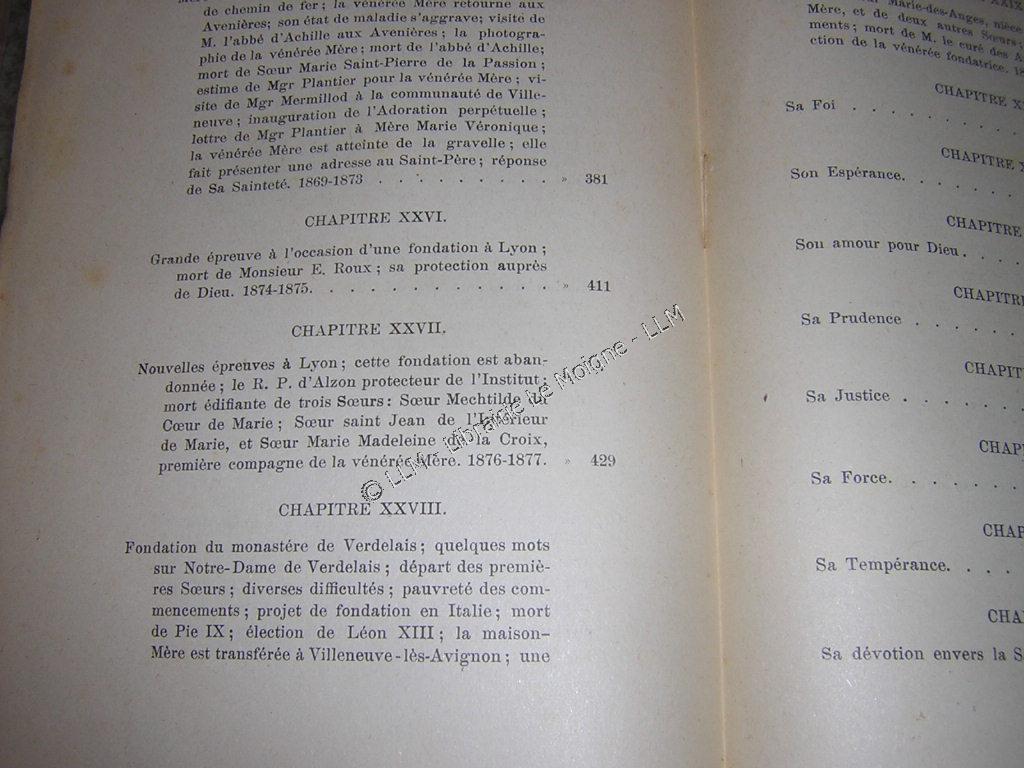 de chemin de fer; la vénérée Mère retourne aux
Avenières; son état de maladie s'aggrave; visite de
M. l'abbé d'Achille aux Avenières; la photogra-
phie de la vénérée Mère; mort de l'abbé d'Achille;
mort de Sœur Marie Saint-Pierre de la Passion;
estime de Mgr Plantier pour la vénérée Mère; vi-
site de Mgr Mermillod à la communauté de Ville-
neuve; inauguration de l'Adoration perpétuelle;
lettre de Mgr Plantier à Mère Marie Véronique;
la vénérée Mère est atteinte de la gravelle; elle
fait présenter une adresse au Saint-Père; réponse
de Sa Sainteté. 1869-1873 . . . . . . . . . » 381
CHAPITRE XXVI.
Grande épreuve à l'occasion d'une fondation à Lyon;
mort de Monsieur E. Roux; sa protection auprès
de Dieu. 1874-1875. . . . . . . . . . . . » 411
CHAPITRE XXVII.
Nouvelles épreuves à Lyon; cette fondation est aban-
donnée; le R. P. d'Alzon protecteur de l'Institut;
mort édifiante de trois Sœurs: Sœur Mechtilde du
Cœur de Marie; Sœur saint Jean de l'Intérieur
de Marie, et Sœur Marie Madeleine de la Croix,
première compagne de la vénérée Mère. 1876-1877. » 429
CHAPITRE XXVIII.
Fondation du monastére de Verdelais; quelques mots
sur Notre-Dame de Verdelais; départ des premiè-
res Sœurs; diverses difficultés; pauvreté des com-
mencements; projet de fondation en Italie; mort
de Pie IX; élection de Léon XIII; la maison-
Mère est transférée à Villeneuve-lès-Avignon; une
Marie-des-Anges, nièce
Mère, et de deux autres Sœurs;
ments; mort de M. le curé des
ction de la vénérée fondatrice.
CHAPITRE
Sa Foi . . . .
CHAPITRE
Son Espérance. . . . .
CHAPITRE
Son amour pour Dieu. . . .
CHAPITRE
Sa Prudence . . . . . .
CHAPIT
Sa Justice . . . . . .
CHAP
Sa Force. . . . . . .
CHAP
Sa Tempérance. . . .
CHA
Sa dévotion envers la
© LLM - Librairie Le Moigne - LLM